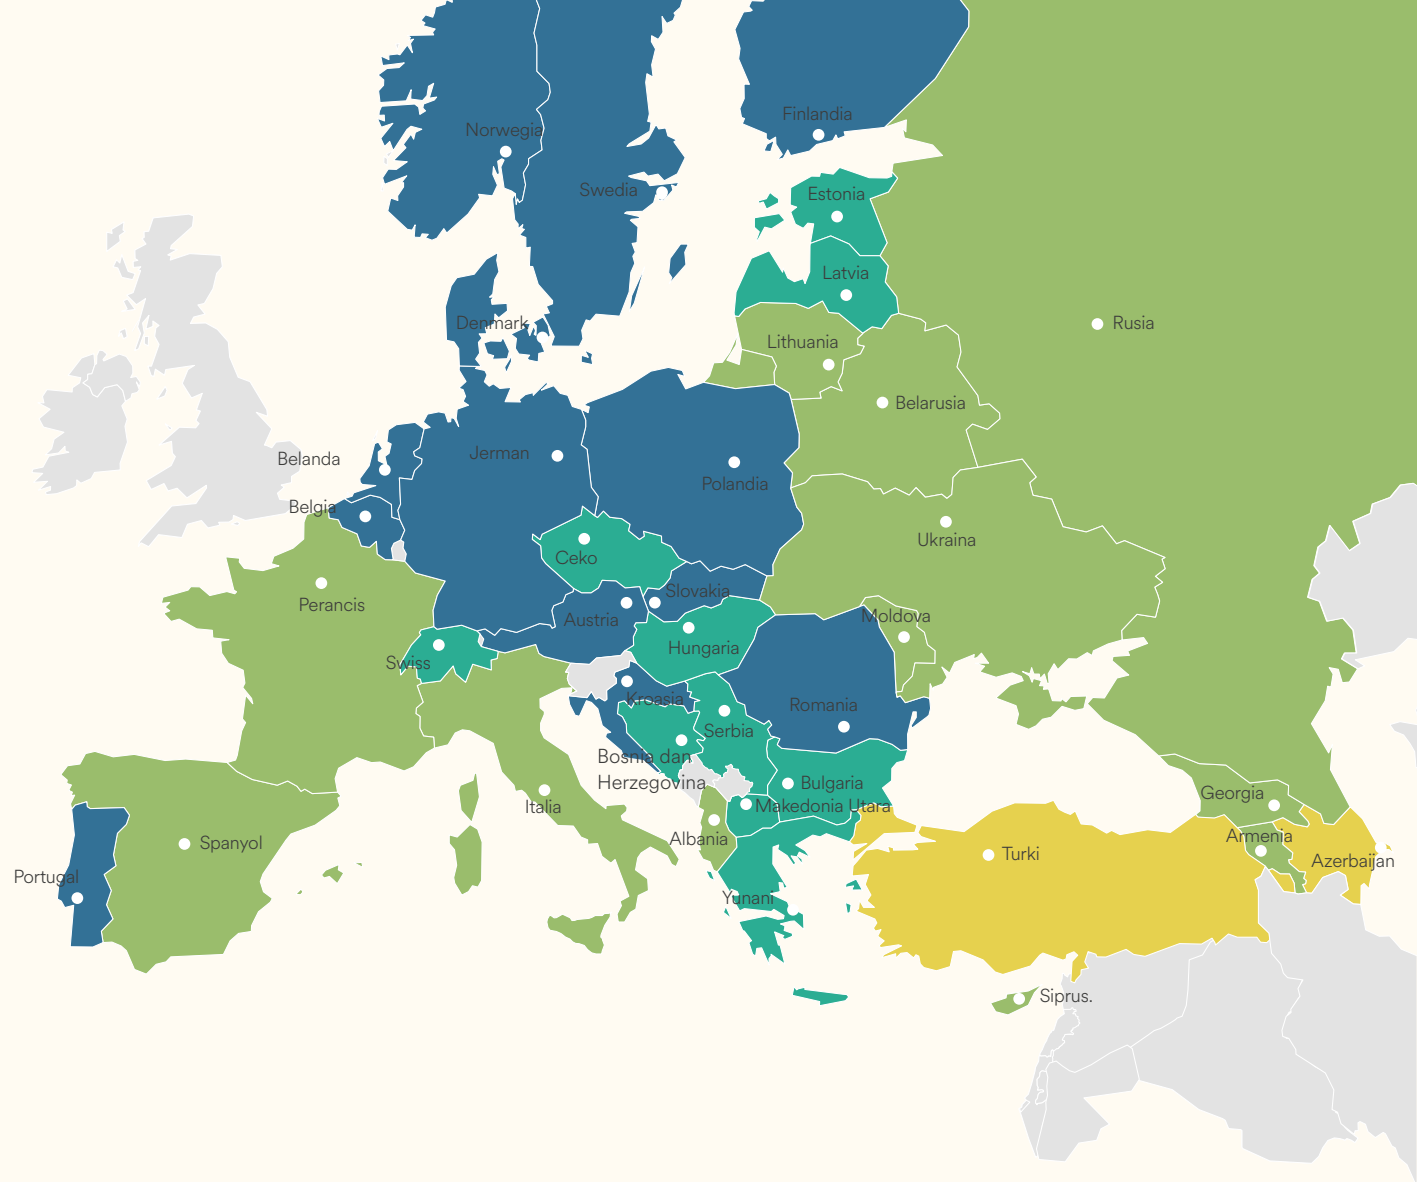 Finlandia
Norwegia
Swedia
Estonia
Latvia
Denmark
Rusia
Lithuania
Belarusia
Jerman
Belanda
Polandia
Belgia
Ukraina
Ceko
Slovakia
Perancis
Moldova
Austria
Hungaria
Swiss
Kroasia
Romania
Serbia
Bosnia dan
Herzegovina
Bulgaria
Georgia
Italia
Makedonia Utara
Armenia
Albania
Spanyol
Turki
Azerbaijan
Portugal
Yunani
Siprus.